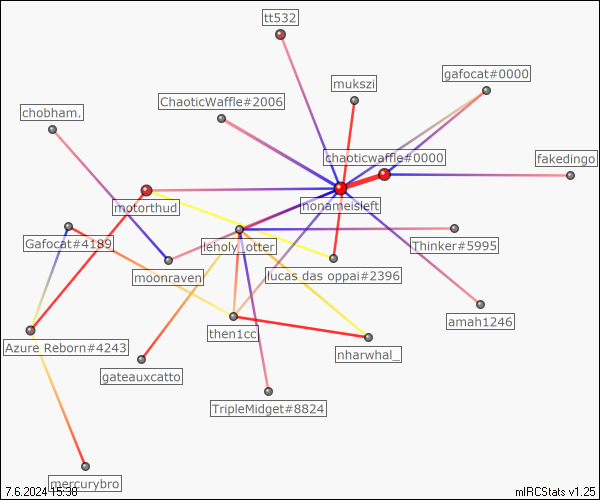 tt532
gafocat#0000
mukszi
ChaoticWaffle#2006
chobham.
chaoticwaffle#0000
fakedingo
motorthud
nonameisleft
Gafocat#4189
leholy_otter
Thinker#5995
moonraven
lucas das oppai#2396
amah1246
then1cc
Azure Reborn#4243
nharwhal_
gateauxcatto
TripleMidget#8824
mercurybro
7.6.2024 15:38
mIRCStats v1.25